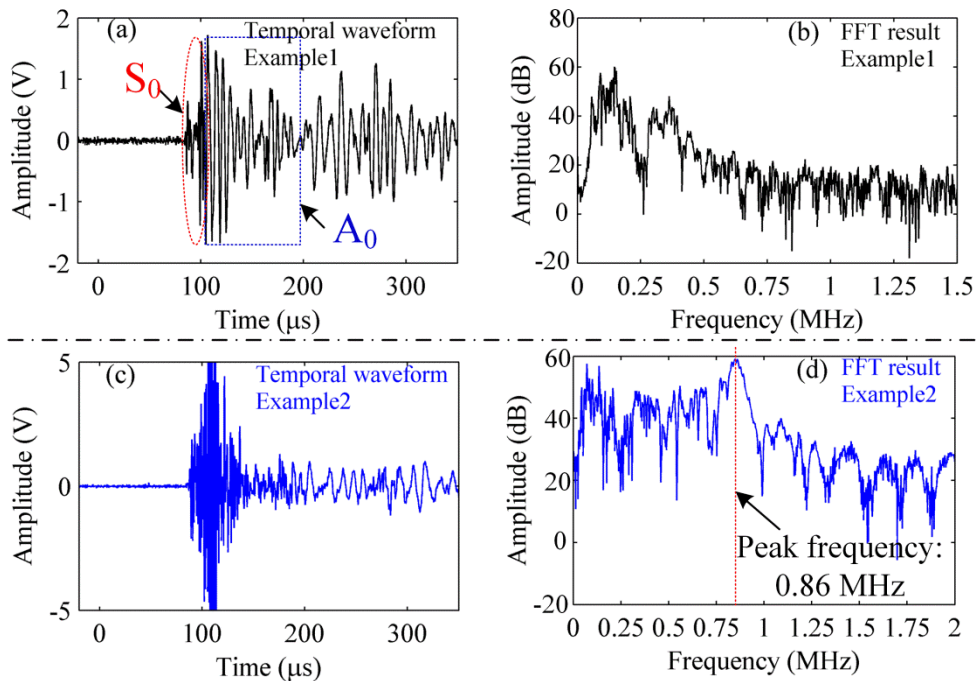 (a)
Temporal waveform
Example1
S₀
A₀
Amplitude (V)
2
1
0
-1
-2
0
100
200
300
Time (μs)
(b)
FFT result
Example1
Amplitude (dB)
80
60
40
20
0
-20
0
0.25
0.5
0.75
1
1.25
1.5
Frequency (MHz)
(c)
Temporal waveform
Example2
Amplitude (V)
5
0
-5
0
100
200
300
Time (μs)
(d)
FFT result
Example2
Amplitude (dB)
60
40
20
0
-20
Peak frequency:
0.86 MHz
0
0.25
0.5
0.75
1
1.25
1.5
1.75
2
Frequency (MHz)